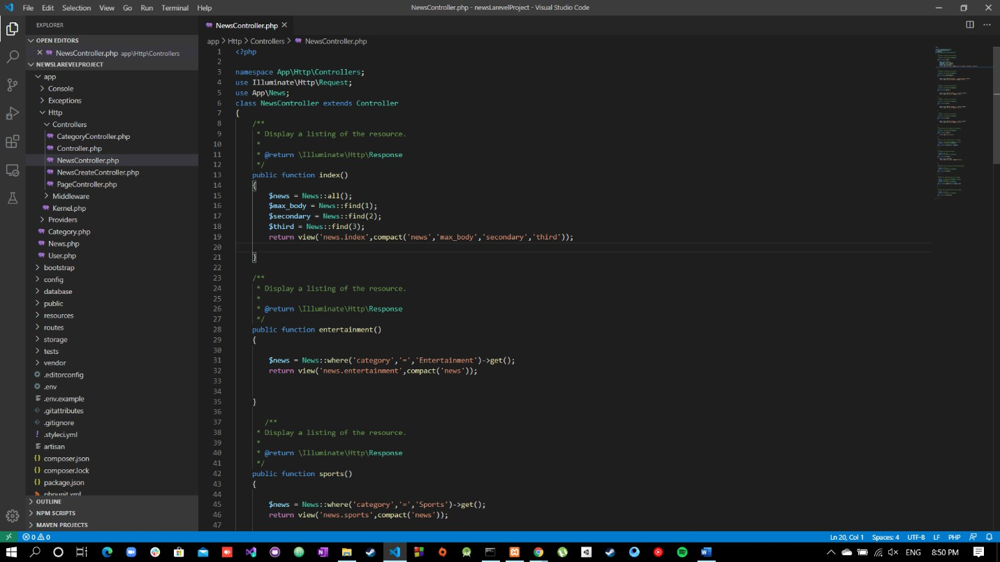 File Edit Selection View Go Run Terminal Help
NewsController.php - newsLarevelProject - Visual Studio Code
EXPLORER
OPEN EDITORS
NewsController.php app\Http\Controllers
NEWSLAREVELPROJECT
app
Console
Exceptions
Http
Controllers
CategoryController.php
Controller.php
NewsController.php
NewsCreateController.php
PageController.php
Middleware
Kernel.php
Providers
Category.php
News.php
User.php
bootstrap
config
database
public
resources
routes
storage
tests
vendor
.editorconfig
.env
.env.example
.gitattributes
.gitignore
.styleci.yml
artisan
composer.json
composer.lock
package.json
phpunit.xml
OUTLINE
NPM SCRIPTS
MAVEN PROJECTS
NewsController.php
app > Http > Controllers > NewsController.php
1 <?php
2
3 namespace App\Http\Controllers;
4 use Illuminate\Http\Request;
5 use App\News;
6 class NewsController extends Controller
7 {
8 /**
9 * Display a listing of the resource.
10 *
11 * @return \Illuminate\Http\Response
12 */
13 public function index()
14 {
15 $news = News::all();
16 $max_body = News::find(1);
17 $secondary = News::find(2);
18 $third = News::find(3);
19 return view('news.index',compact('news','max_body','secondary','third'));
20
21 }
22
23 /**
24 * Display a listing of the resource.
25 *
26 * @return \Illuminate\Http\Response
27 */
28 public function entertainment()
29 {
30
31 $news = News::where('category','=','Entertainment')->get();
32 return view('news.entertainment',compact('news'));
33
34
35 }
36
37 /**
38 * Display a listing of the resource.
39 *
40 * @return \Illuminate\Http\Response
41 */
42 public function sports()
43 {
44
45 $news = News::where('category','=','Sports')->get();
46 return view('news.sports',compact('news'));
47
0 0
Ln 20, Col 1 Spaces: 4 UTF-8 LF PHP
ENG 8:50 PM